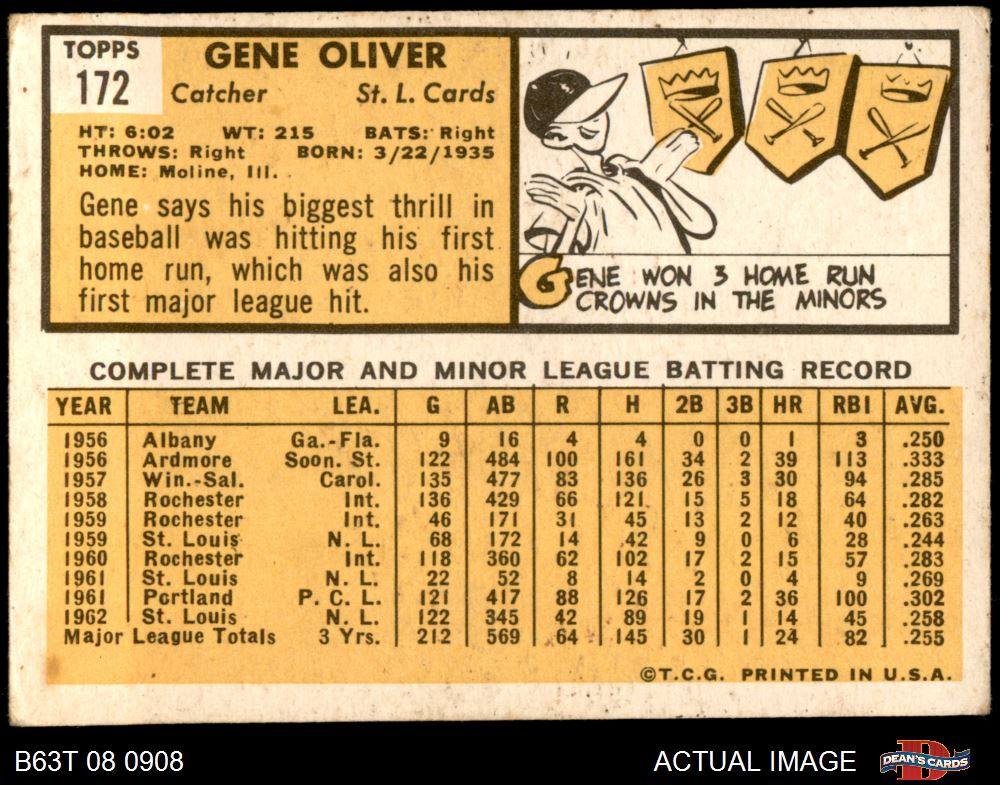 TOPPS
172
GENE OLIVER
Catcher St. L. Cards
HT: 6:02 WT: 215 BATS: Right
THROWS: Right BORN: 3/22/1935
HOME: Moline, Ill.
Gene says his biggest thrill in
baseball was hitting his first
home run, which was also his
first major league hit.
GENE WON 3 HOME RUN
CROWNS IN THE MINORS
COMPLETE MAJOR AND MINOR LEAGUE BATTING RECORD
YEAR TEAM LEA. G AB R H 2B 3B HR RBI AVG.
1956 Albany Ga.-Fla. 9 16 4 4 0 0 1 3 .250
1956 Ardmore Soon. St. 122 484 100 161 34 2 39 113 .333
1957 Win.-Sal. Carol. 135 477 83 136 26 3 30 94 .285
1958 Rochester Int. 136 429 66 121 15 5 18 64 .282
1959 Rochester Int. 46 171 31 45 13 2 12 40 .263
1959 St. Louis N. L. 68 172 14 42 9 0 6 28 .244
1960 Rochester Int. 118 360 62 102 17 2 15 57 .283
1961 St. Louis N. L. 22 52 8 14 2 0 4 9 .269
1961 Portland P. C. L. 121 417 88 126 17 2 36 100 .302
1962 St. Louis N. L. 122 345 42 89 19 1 14 45 .258
Major League Totals 3 Yrs. 212 569 64 145 30 1 24 82 .255
©T.C.G. PRINTED IN U.S.A.
B63T 08 0908 ACTUAL IMAGE D DEAN'S CARDS